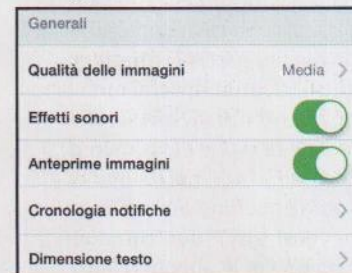 Generali
Qualità delle immagini Media >
Effetti sonori
Anteprime immagini
Cronologia notifiche >
Dimensione testo >